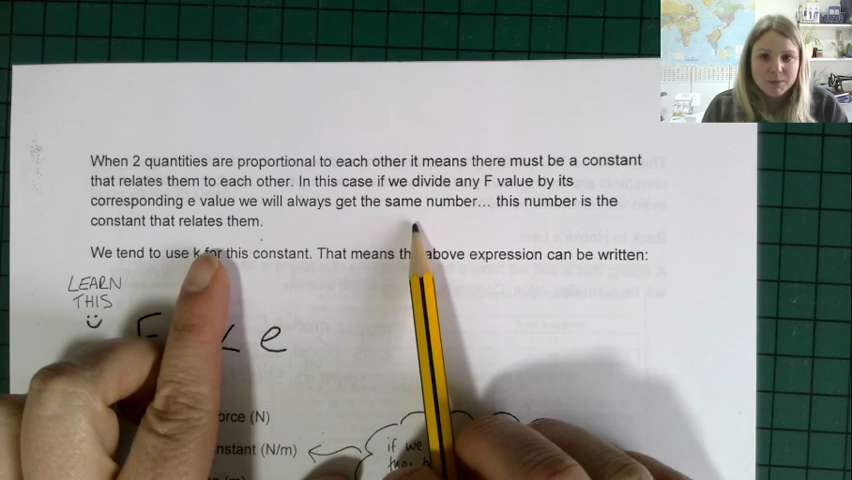 When 2 quantities are proportional to each other it means there must be a constant
that relates them to each other. In this case if we divide any F value by its
corresponding e value we will always get the same number... this number is the
constant that relates them.
We tend to use k for this constant. That means the above expression can be written:
LEARN
THIS
e
(N)
(N/m)
if we